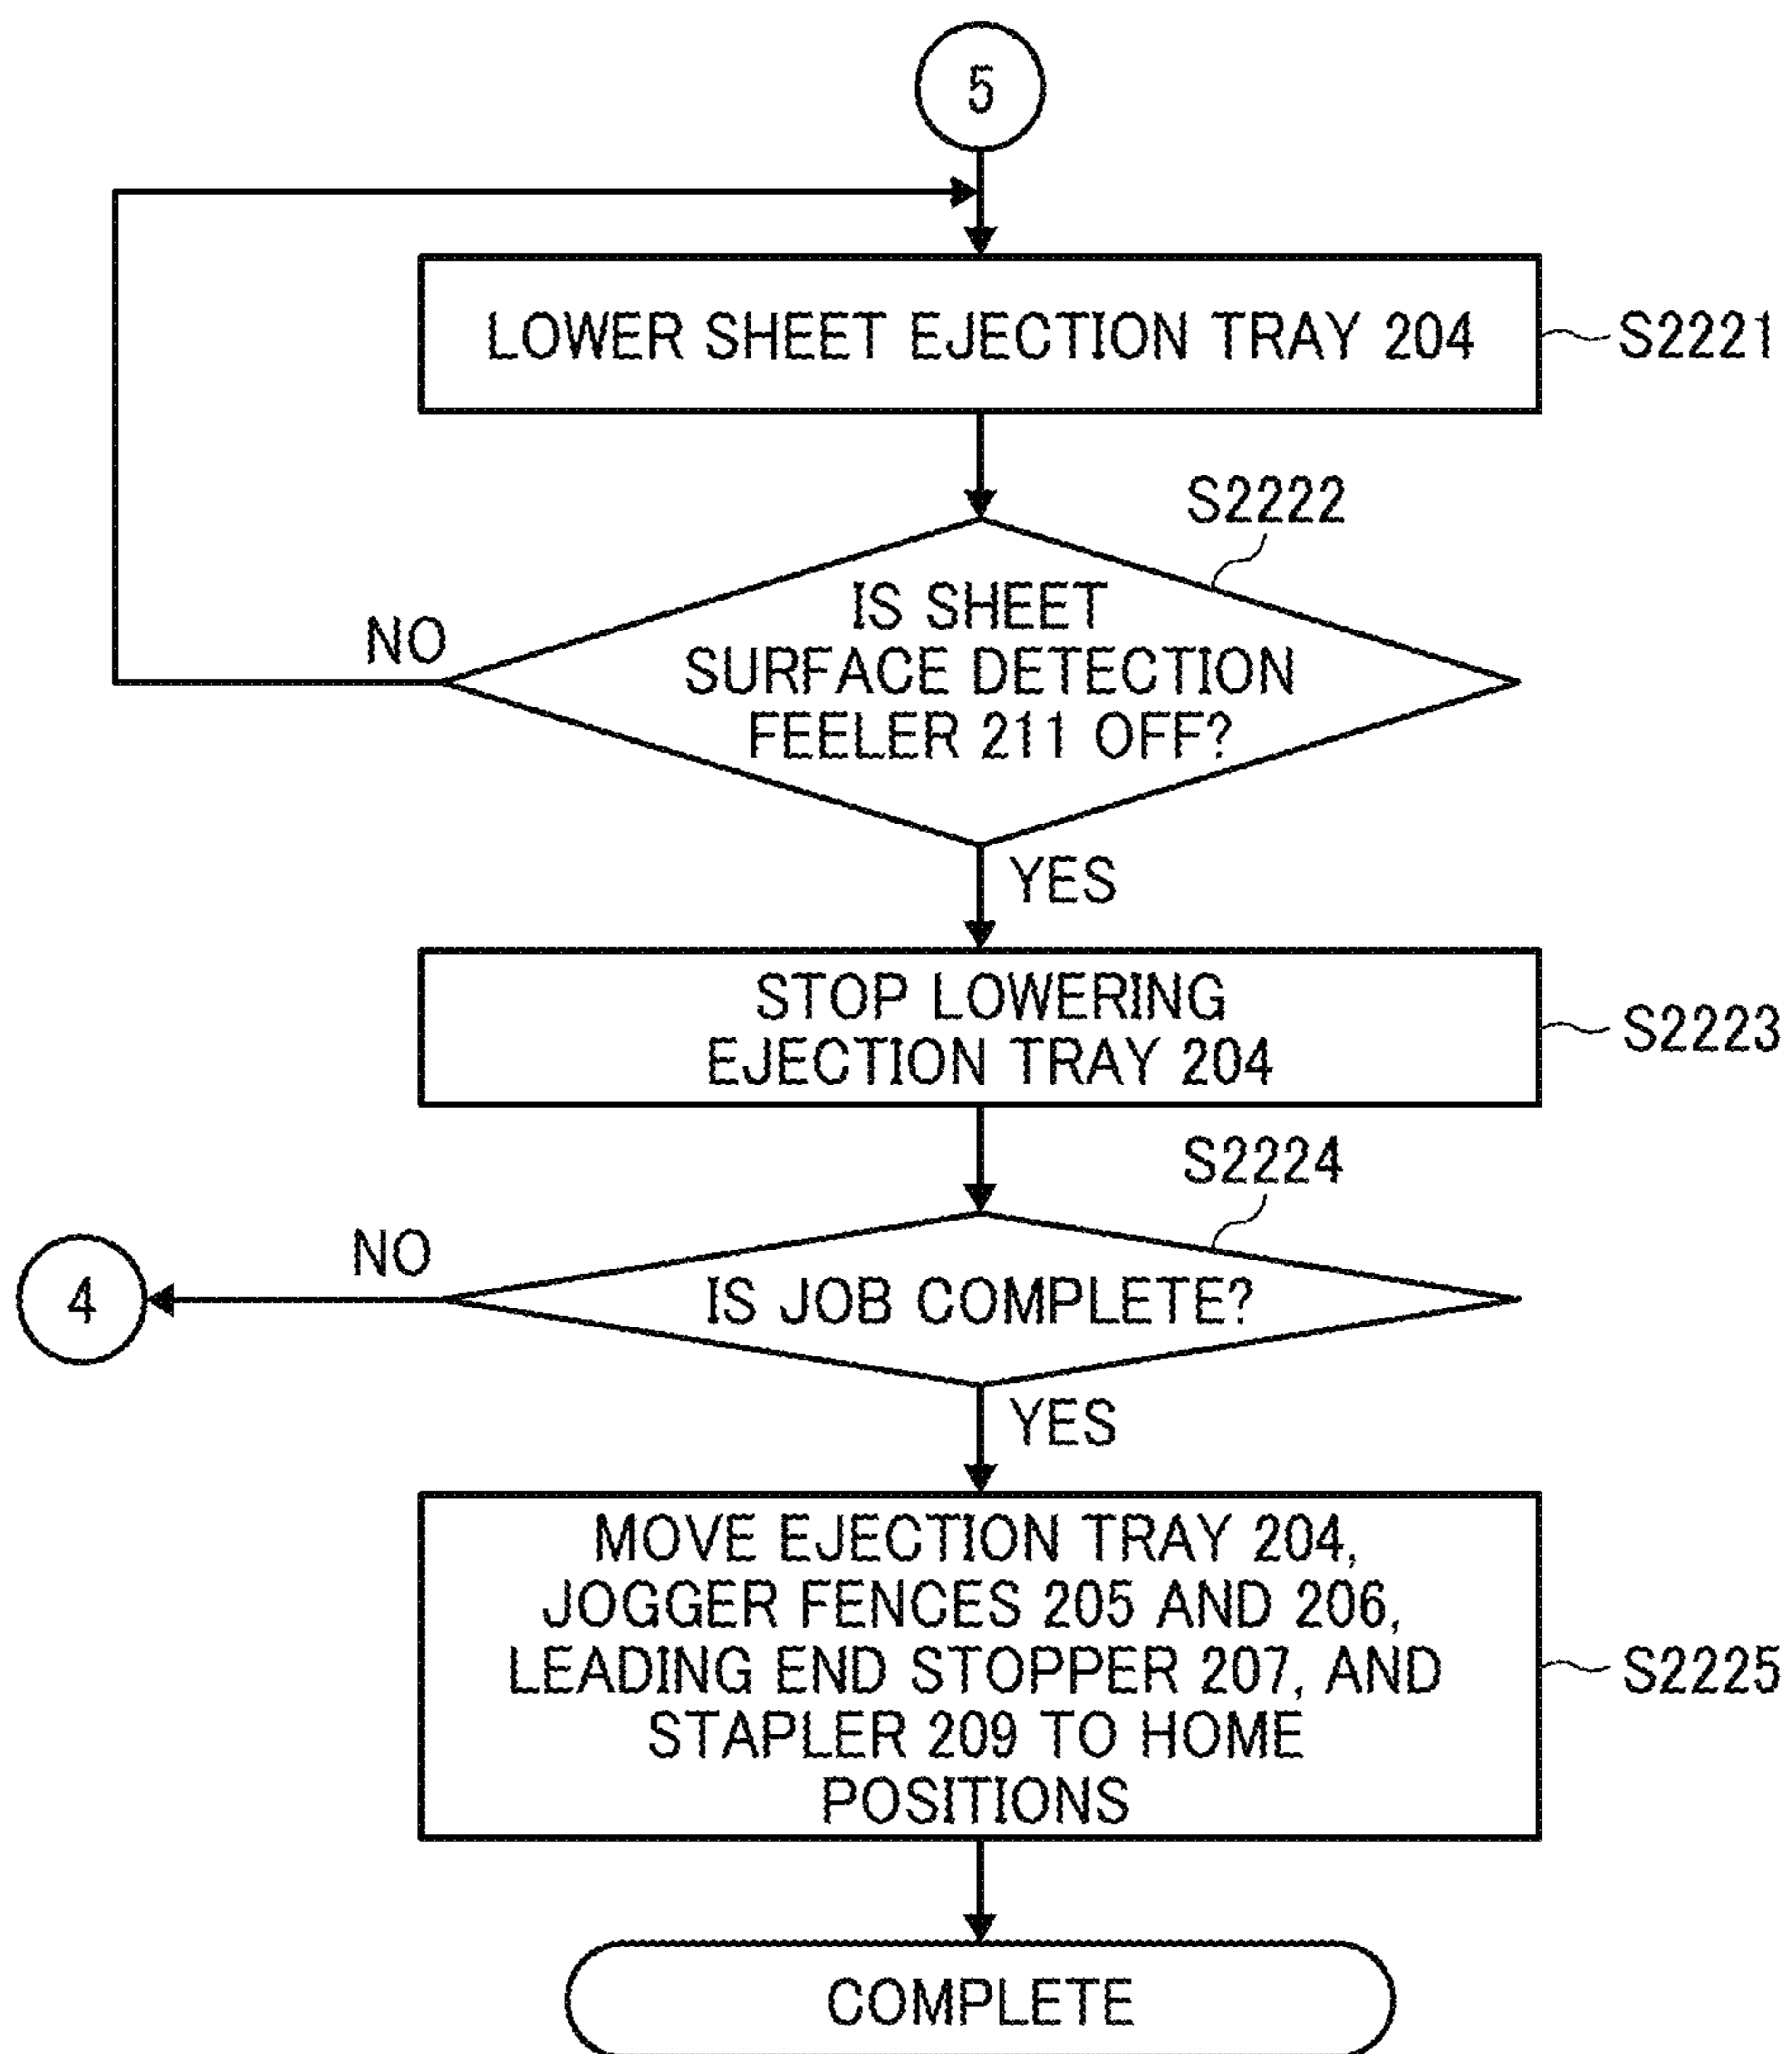 5
LOWER SHEET EJECTION TRAY 204
S2221
S2222
IS SHEET
SURFACE DETECTION
FEELER 211 OFF?
NO
YES
STOP LOWERING
EJECTION TRAY 204
S2223
S2224
NO
4
IS JOB COMPLETE?
YES
MOVE EJECTION TRAY 204,
JOGGER FENCES 205 AND 206,
LEADING END STOPPER 207, AND
STAPLER 209 TO HOME
POSITIONS
S2225
COMPLETE